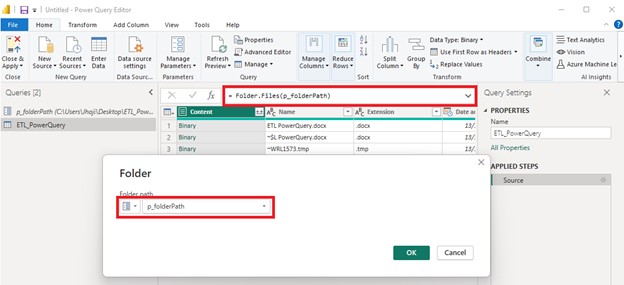 Untitled - Power Query Editor
File Home Transform Add Column View Tools Help
Close & Apply New Source Recent Sources Enter Data Data source settings Manage Parameters Refresh Preview Properties Advanced Editor Manage Manage Columns Reduce Rows Split Column Group By Data Type: Binary Use First Row as Headers Replace Values Combine Text Analytics Vision Azure Machine Le
Close New Query Data Sources Parameters Query Sort Transform AI Insights
Queries [2]
p_folderPath (C:\Users\Jhaji\Desktop\ETL_Pow...
ETL_PowerQuery
= Folder.Files(p_folderPath)
Content Name Extension Date ac
1 Binary ETL PowerQuery.docx .docx 13/
2 Binary ~SL PowerQuery.docx .docx 13/
3 Binary ~WRL1573.tmp .tmp 13/
Query Settings
PROPERTIES
Name
ETL_PowerQuery
All Properties
APPLIED STEPS
Source
Folder
Folder path
p_folderPath
OK Cancel